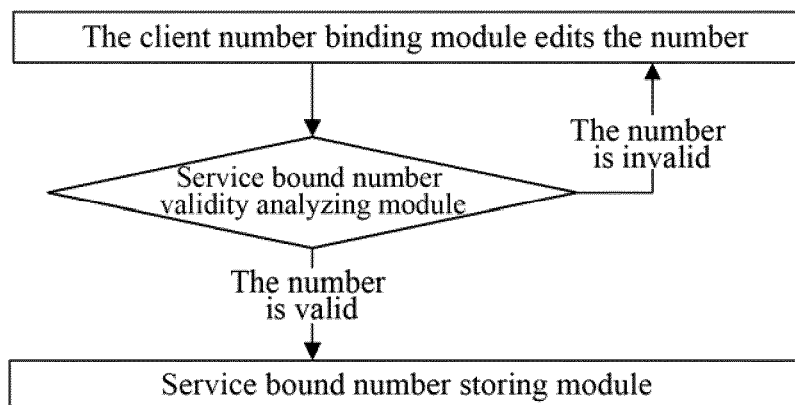 The client number binding module edits the number
The number
is invalid
Service bound number
validity analyzing module
The number
is valid
Service bound number storing module